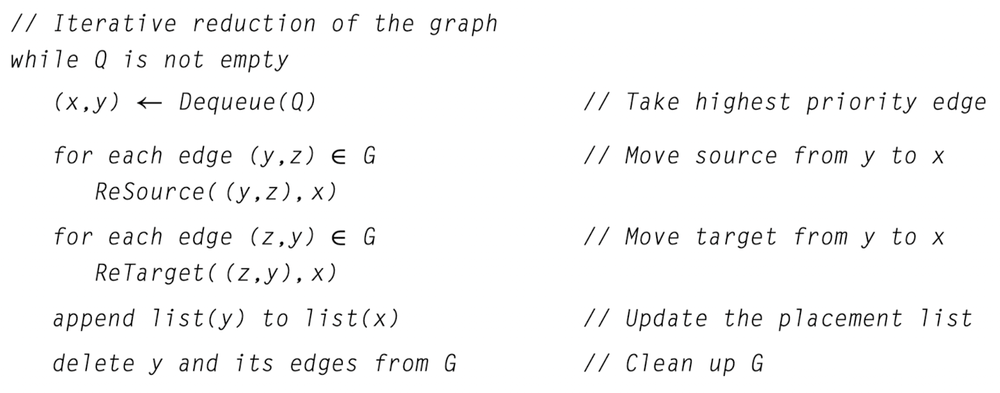 // Iterative reduction of the graph
while Q is not empty
(x,y) ← Dequeue(Q) // Take highest priority edge
for each edge (y,z) ∈ G // Move source from y to x
ReSource((y,z),x)
for each edge (z,y) ∈ G // Move target from y to x
ReTarget((z,y),x)
append list(y) to list(x) // Update the placement list
delete y and its edges from G // Clean up G